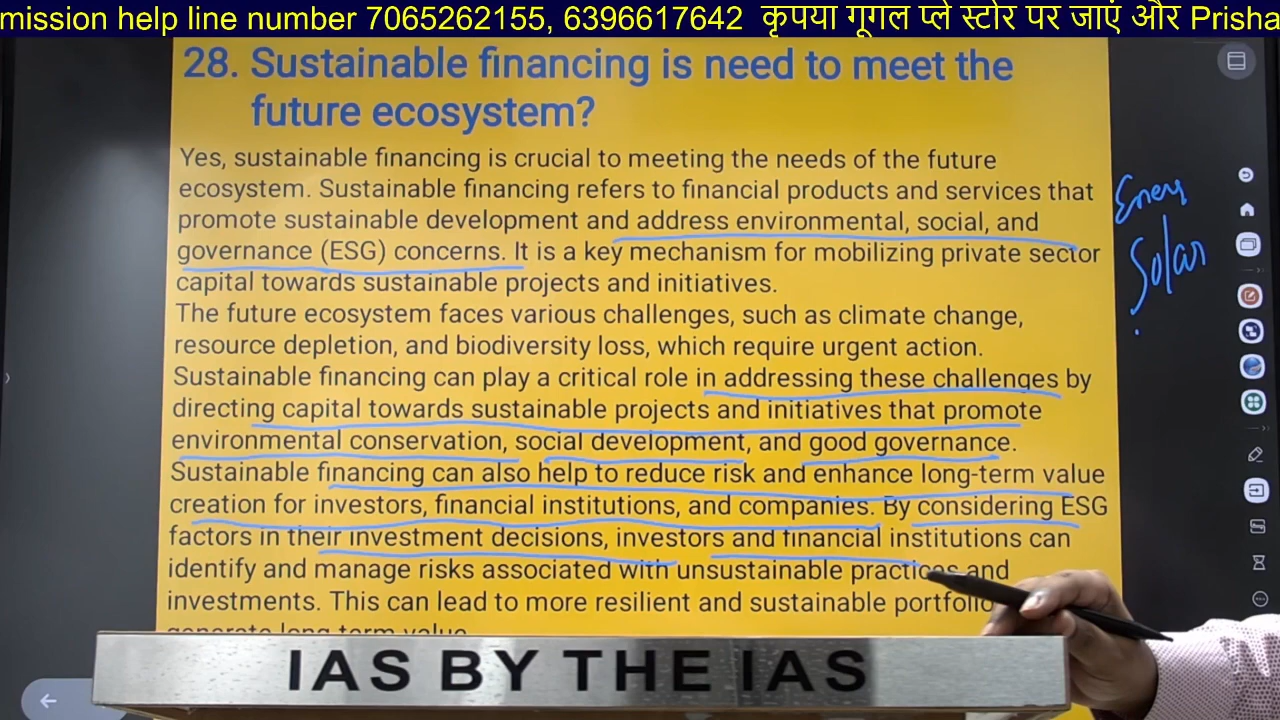 mission help line number 7065262155, 6396617642 कृपया गूगल प्ले स्टोर पर जाएं और Prisha
28. Sustainable financing is need to meet the
future ecosystem?
Yes, sustainable financing is crucial to meeting the needs of the future
ecosystem. Sustainable financing refers to financial products and services that
promote sustainable development and address environmental, social, and
governance (ESG) concerns. It is a key mechanism for mobilizing private sector
capital towards sustainable projects and initiatives.
The future ecosystem faces various challenges, such as climate change,
resource depletion, and biodiversity loss, which require urgent action.
Sustainable financing can play a critical role in addressing these challenges by
directing capital towards sustainable projects and initiatives that promote
environmental conservation, social development, and good governance.
Sustainable financing can also help to reduce risk and enhance long-term value
creation for investors, financial institutions, and companies. By considering ESG
factors in their investment decisions, investors and financial institutions can
identify and manage risks associated with unsustainable practices and
investments. This can lead to more resilient and sustainable portfolio
generate long-term value
Solar
IAS BY THE IAS